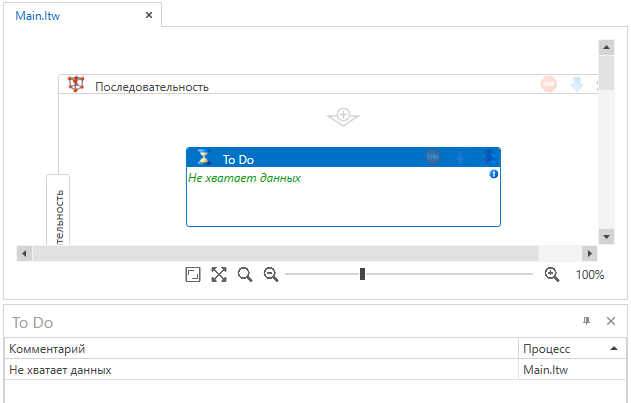 Main.ltw
Последовательность
To Do
Не хватает данных
тельность
100%
To Do
Комментарий Процесс
Не хватает данных Main.ltw